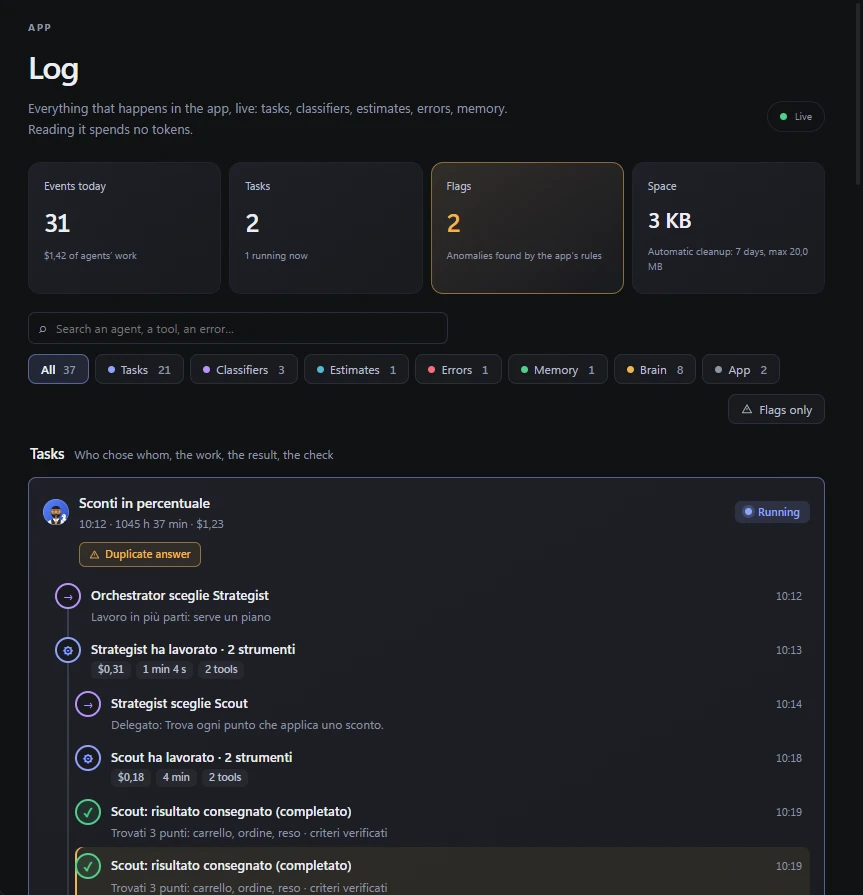 APP
Log
Everything that happens in the app, live: tasks, classifiers, estimates, errors, memory.
Reading it spends no tokens.
Live
Events today
31
$1,42 of agents' work
Tasks
2
1 running now
Flags
2
Anomalies found by the app's rules
Space
3 KB
Automatic cleanup: 7 days, max 20,0
MB
Search an agent, a tool, an error...
All 37
Tasks 21
Classifiers 3
Estimates 1
Errors 1
Memory 1
Brain 8
App 2
Flags only
Tasks Who chose whom, the work, the result, the check
Sconti in percentuale
10:12 · 1045 h 37 min · $1,23
Running
Duplicate answer
Orchestrator sceglie Strategist 10:12
Lavoro in più parti: serve un piano
Strategist ha lavorato · 2 strumenti 10:13
$0,31 1 min 4 s 2 tools
Strategist sceglie Scout 10:14
Delegato: Trova ogni punto che applica uno sconto.
Scout ha lavorato · 2 strumenti 10:18
$0,18 4 min 2 tools
Scout: risultato consegnato (completato) 10:19
Trovati 3 punti: carrello, ordine, reso · criteri verificati
Scout: risultato consegnato (completato) 10:19
Trovati 3 punti: carrello, ordine, reso · criteri verificati